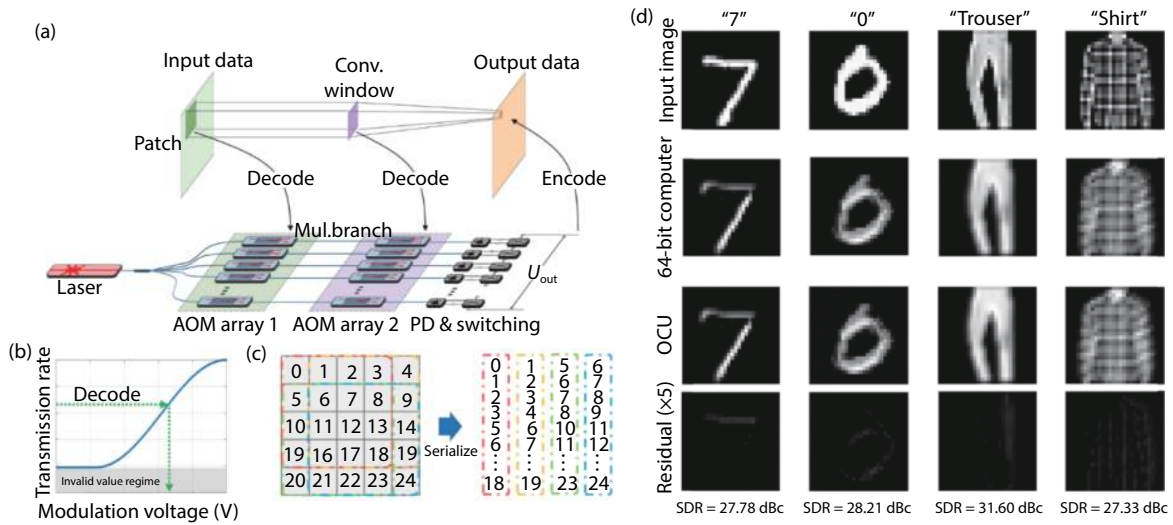 (a)
Input data
Conv.
window
Output data
Patch
Decode
Decode
Encode
Mul.branch
Laser
Uout
AOM array 1
AOM array 2
PD & switching
(b)
Transmission rate
Decode
Invalid value regime
Modulation voltage (V)
(c)
0 1 2 3 4
5 6 7 8 9
10 11 12 13 14
19 16 17 18 19
20 21 22 23 24
Serialize
0 1 5 6
1 2 6 7
2 3 7 8
3 4 8 9
5 6 10 11
6 7 11 12
⋮ ⋮ ⋮ ⋮
18 19 23 24
(d)
“7” “0” “Trouser” “Shirt”
Input image
64-bit computer
OCU
Residual (×5)
SDR = 27.78 dBc SDR = 28.21 dBc SDR = 31.60 dBc SDR = 27.33 dBc